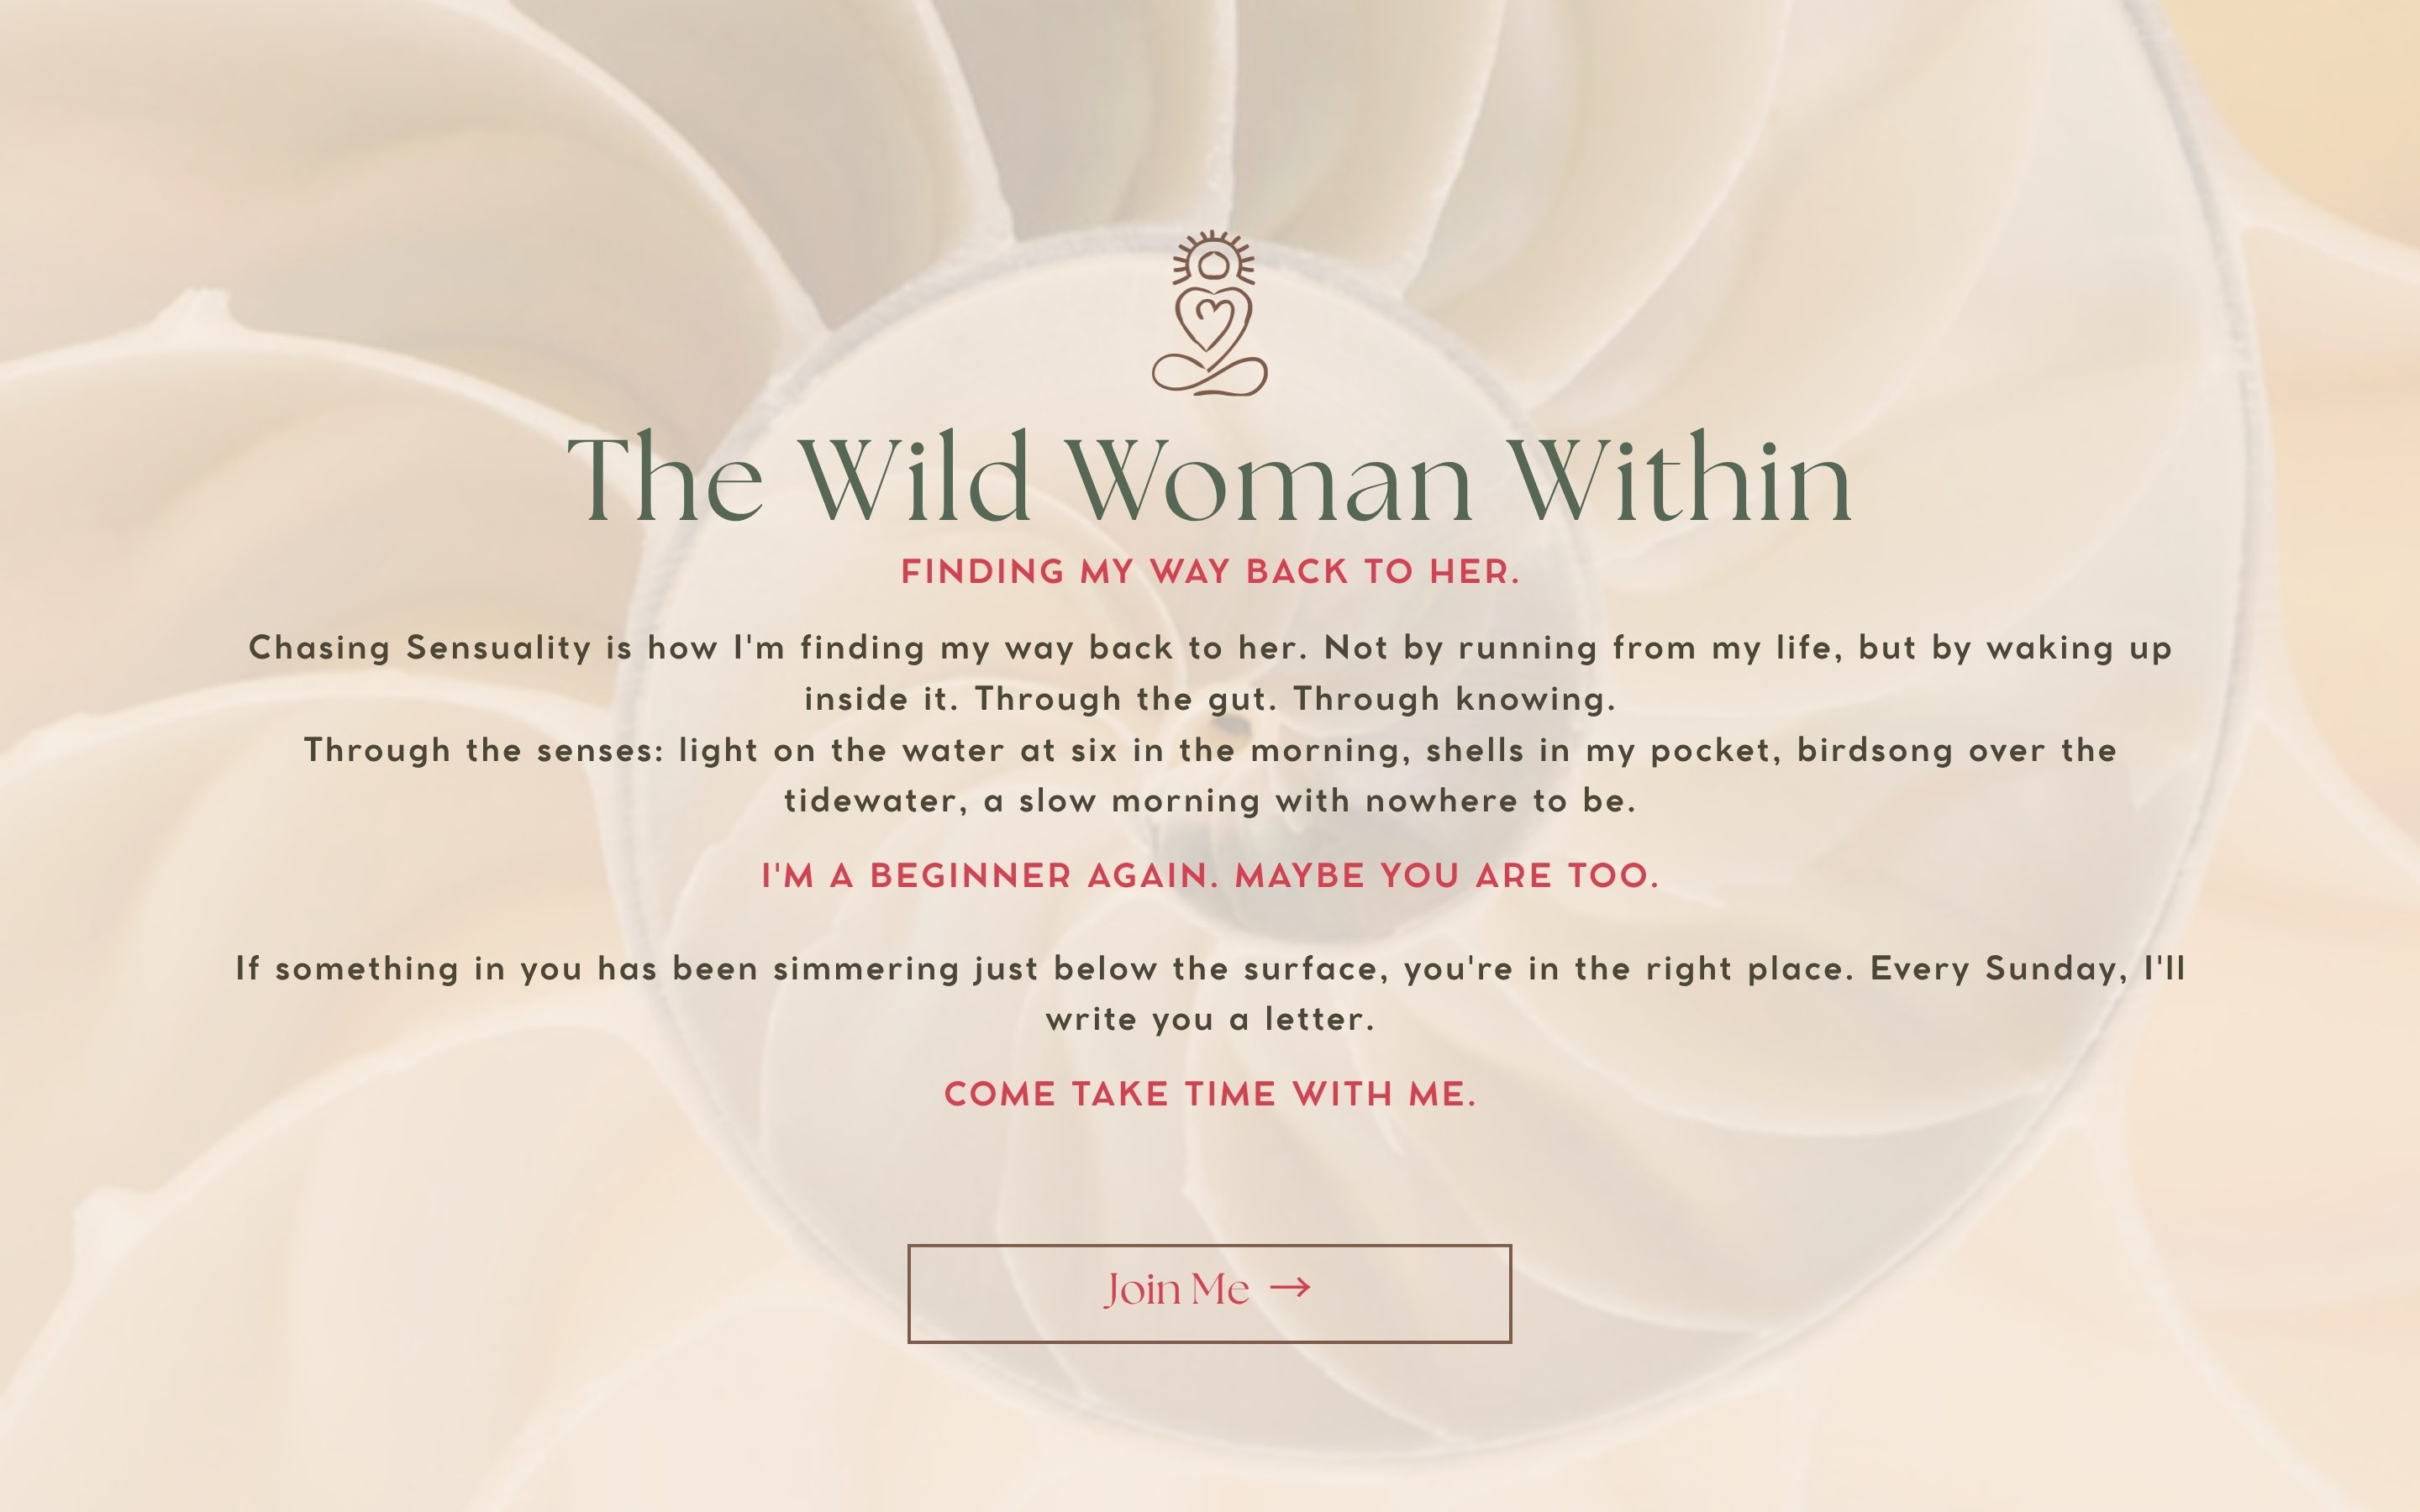 The Wild Woman Within
FINDING MY WAY BACK TO HER.
Chasing Sensuality is how I'm finding my way back to her. Not by running from my life, but by waking up
inside it. Through the gut. Through knowing.
Through the senses: light on the water at six in the morning, shells in my pocket, birdsong over the
tidewater, a slow morning with nowhere to be.
I'M A BEGINNER AGAIN. MAYBE YOU ARE TOO.
If something in you has been simmering just below the surface, you're in the right place. Every Sunday, I'll
write you a letter.
COME TAKE TIME WITH ME.
Join Me →